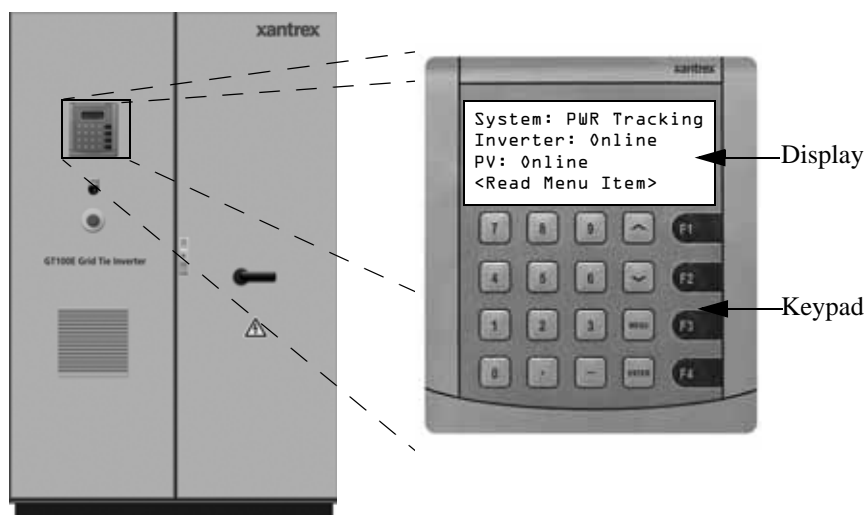 xantrex
GT100E Grid Tie Inverter
xantrex
System: PWR Tracking
Inverter: Online
PV: Online
<Read Menu Item>
Display
7 8 9 F1
4 5 6 F2
Keypad
1 2 3 MENU F3
0 . − ENTER F4